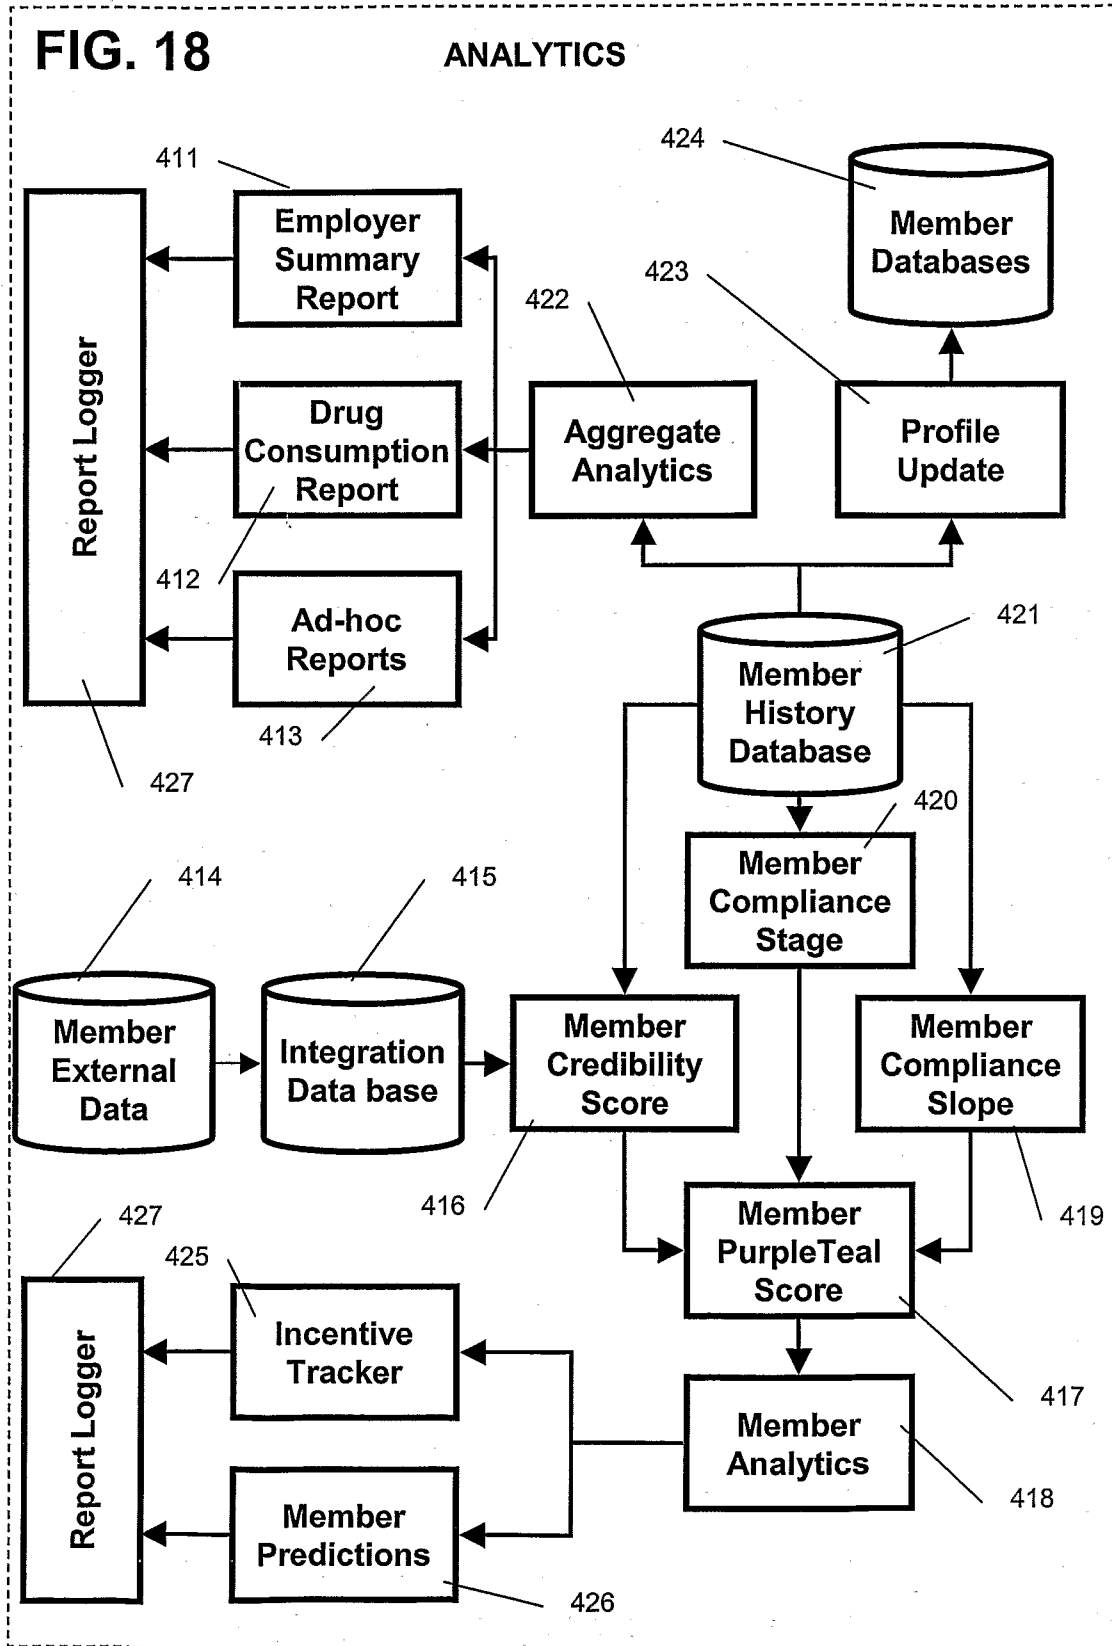 FIG. 18
ANALYTICS
424
411
Employer
Summary
Report
Member
Databases
423
422
Report Logger
Drug
Consumption
Report
Aggregate
Analytics
Profile
Update
412
Ad-hoc
Reports
421
Member
History
Database
413
427
420
Member
Compliance
Stage
414
415
Member
External
Data
Integration
Data base
Member
Credibility
Score
Member
Compliance
Slope
416
419
427
425
Member
PurpleTeal
Score
Report Logger
Incentive
Tracker
417
Member
Analytics
418
Member
Predictions
426